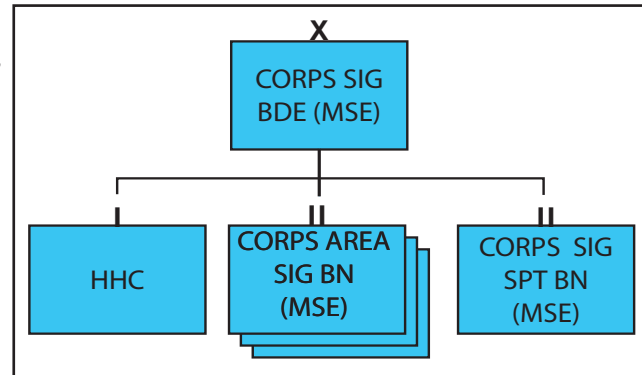 X
CORPS SIG
BDE (MSE)
I
II
II
HHC
CORPS AREA
SIG BN
(MSE)
CORPS SIG
SPT BN
(MSE)